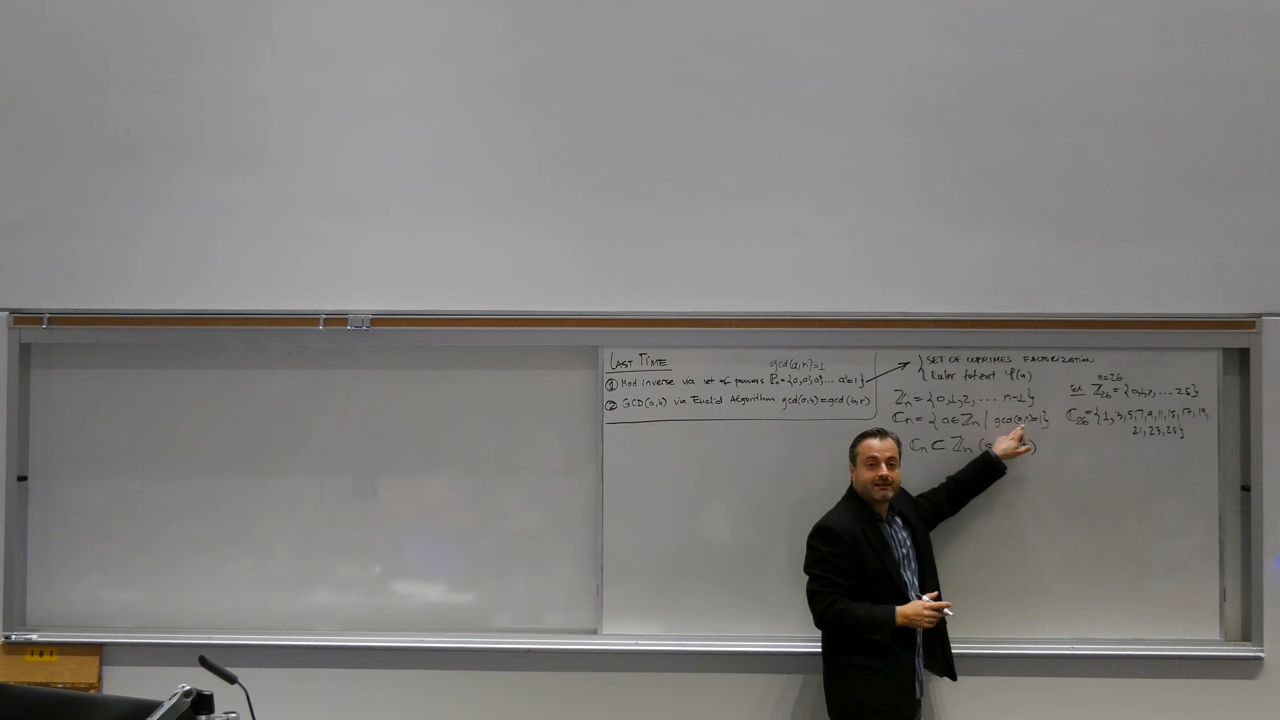 LAST TIME
gcd(a,n)=1
① Mod inverse via set of powers Pₐ={a,a²,a³,... aᵏ=1}
② GCD(a,b) via Euclid Algorithm gcd(a,b)=gcd(b,r)
SET OF COPRIMES FACTORIZATION
Euler totient φ(n)
ℤₙ={0,1,2,... n-1}
ℂₙ={a∈ℤₙ| gcd(a,n)=1}
ℂₙ⊂ℤₙ
n=26
Ex ℤ₂₆={0,1,2,... 25}
ℂ₂₆={1,3,5,7,9,11,15,17,19,
21,23,25}